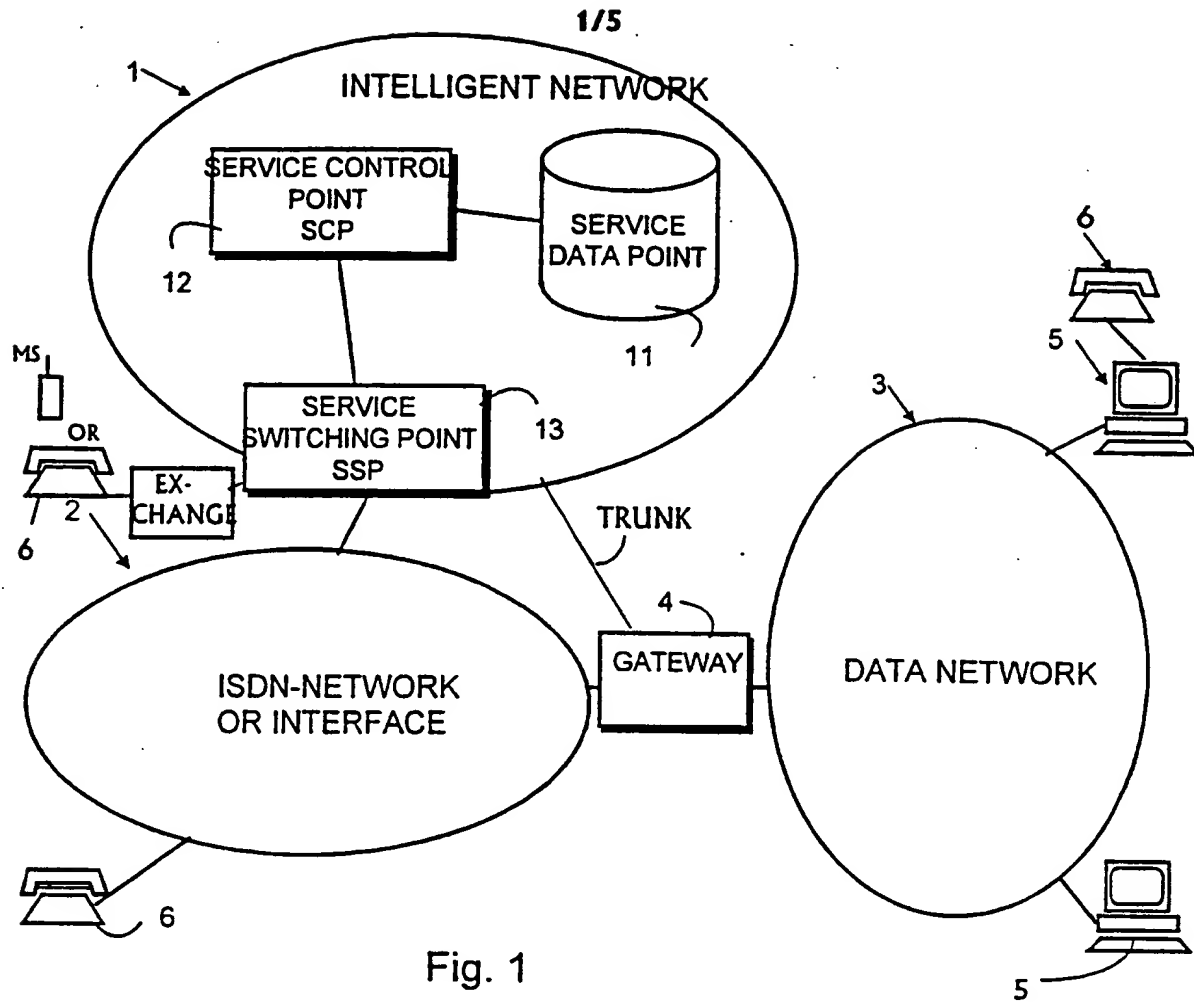 1/5
1
INTELLIGENT NETWORK
SERVICE CONTROL
POINT
SCP
12
SERVICE
DATA POINT
11
MS
OR
6
EX-
CHANGE
2
SERVICE
SWITCHING POINT
SSP
13
TRUNK
4
GATEWAY
3
DATA NETWORK
6
5
ISDN-NETWORK
OR INTERFACE
6
5
Fig. 1